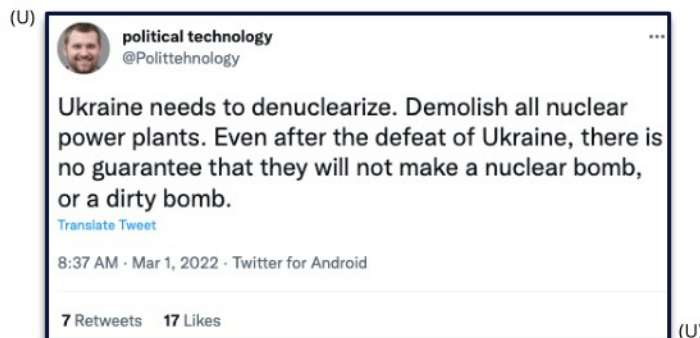 (U)
political technology
@Polittehnology
Ukraine needs to denuclearize. Demolish all nuclear
power plants. Even after the defeat of Ukraine, there is
no guarantee that they will not make a nuclear bomb,
or a dirty bomb.
Translate Tweet
8:37 AM · Mar 1, 2022 · Twitter for Android
7 Retweets 17 Likes
(U